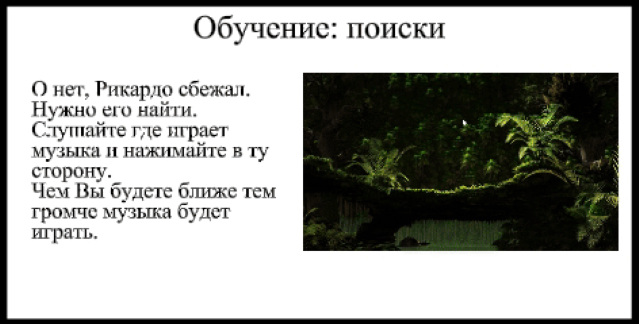 Обучение: поиски
О нет, Рикардо сбежал.
Нужно его найти.
Слушайте где играет
музыка и нажимайте в ту
сторону.
Чем Вы будете ближе тем
громче музыка будет
играть.